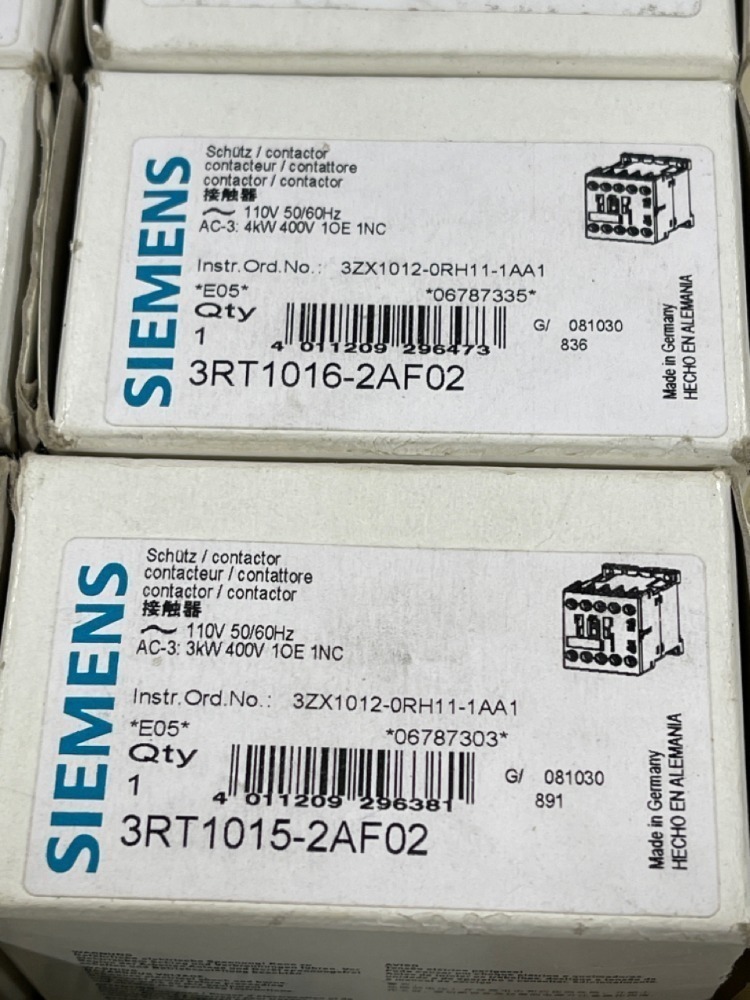 SIEMENS
Schütz / contactor
contacteur / contattore
contactor / contactor
接触器
~ 110V 50/60Hz
AC-3: 4kW 400V 1OE 1NC
Instr.Ord.No.: 3ZX1012-0RH11-1AA1
*E05* *06787335*
Qty
1
4 011209 296473
G/ 081030
836
3RT1016-2AF02
Made in Germany
HECHO EN ALEMANIA
SIEMENS
Schütz / contactor
contacteur / contattore
contactor / contactor
接触器
~ 110V 50/60Hz
AC-3: 3kW 400V 1OE 1NC
Instr.Ord.No.: 3ZX1012-0RH11-1AA1
*E05* *06787303*
Qty
1
4 011209 296381
G/ 081030
891
3RT1015-2AF02
Made in Germany
HECHO EN ALEMANIA